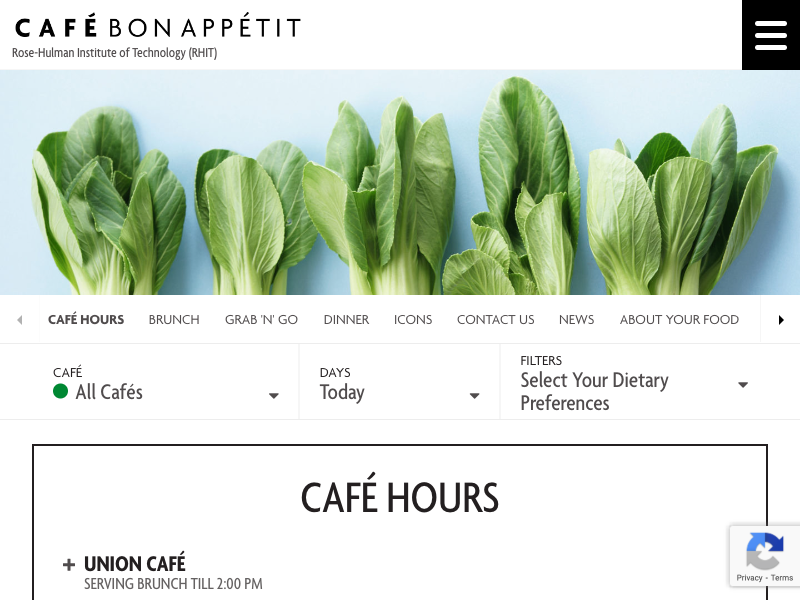 CAFÉ BON APPÉTIT
Rose-Hulman Institute of Technology (RHIT)
CAFÉ HOURS BRUNCH GRAB 'N' GO DINNER ICONS CONTACT US NEWS ABOUT YOUR FOOD
CAFÉ
All Cafés
DAYS
Today
FILTERS
Select Your Dietary
Preferences
CAFÉ HOURS
UNION CAFÉ
SERVING BRUNCH TILL 2:00 PM
Privacy - Terms